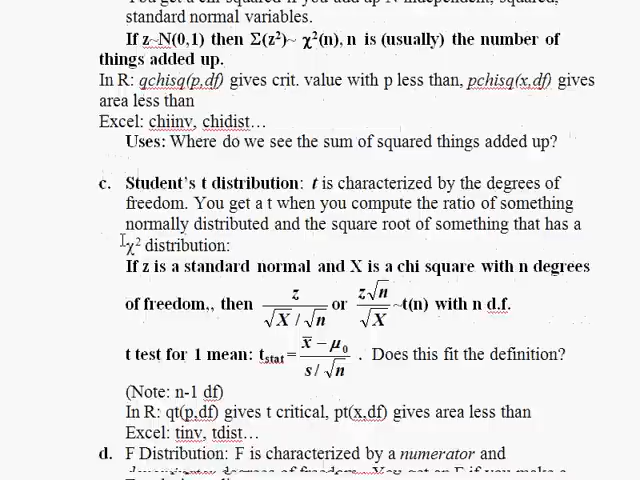 standard normal variables.
If z~N(0,1) then Σ(z²)~ χ²(n), n is (usually) the number of
things added up.
In R: qchisq(p,df) gives crit. value with p less than, pchisq(x,df) gives
area less than
Excel: chiinv, chidist…
Uses: Where do we see the sum of squared things added up?
c. Student's t distribution: t is characterized by the degrees of
freedom. You get a t when you compute the ratio of something
normally distributed and the square root of something that has a
χ² distribution:
If z is a standard normal and X is a chi square with n degrees
of freedom,, then z / (√X / √n) or z√n / √X ~t(n) with n d.f.
t test for 1 mean: t_stat = (x̄ − μ₀) / (s / √n) . Does this fit the definition?
(Note: n-1 df)
In R: qt(p,df) gives t critical, pt(x,df) gives area less than
Excel: tinv, tdist…
d. F Distribution: F is characterized by a numerator and